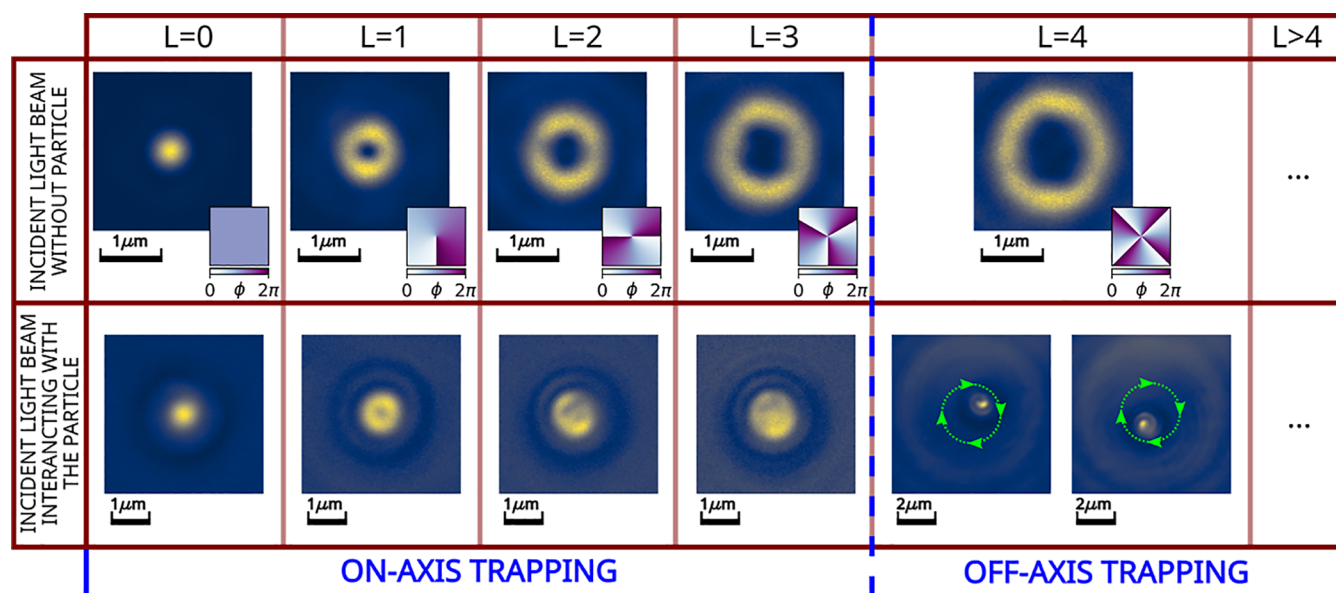 L=0 L=1 L=2 L=3 L=4 L>4
INCIDENT LIGHT BEAM
WITHOUT PARTICLE
1μm 1μm 1μm 1μm 1μm
0 ϕ 2π 0 ϕ 2π 0 ϕ 2π 0 ϕ 2π 0 ϕ 2π
...
INCIDENT LIGHT BEAM
INTERANCTING WITH
THE PARTICLE
1μm 1μm 1μm 1μm 2μm 2μm
...
ON-AXIS TRAPPING OFF-AXIS TRAPPING